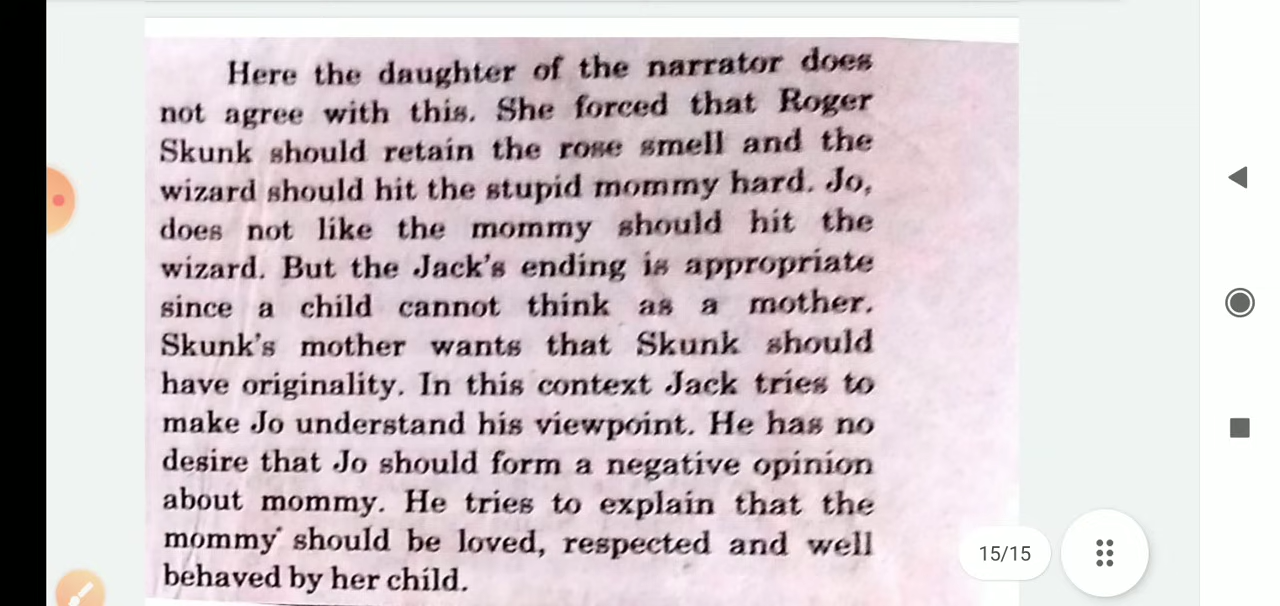 Here the daughter of the narrator does
not agree with this. She forced that Roger
Skunk should retain the rose smell and the
wizard should hit the stupid mommy hard. Jo,
does not like the mommy should hit the
wizard. But the Jack's ending is appropriate
since a child cannot think as a mother.
Skunk's mother wants that Skunk should
have originality. In this context Jack tries to
make Jo understand his viewpoint. He has no
desire that Jo should form a negative opinion
about mommy. He tries to explain that the
mommy should be loved, respected and well
behaved by her child.
15/15